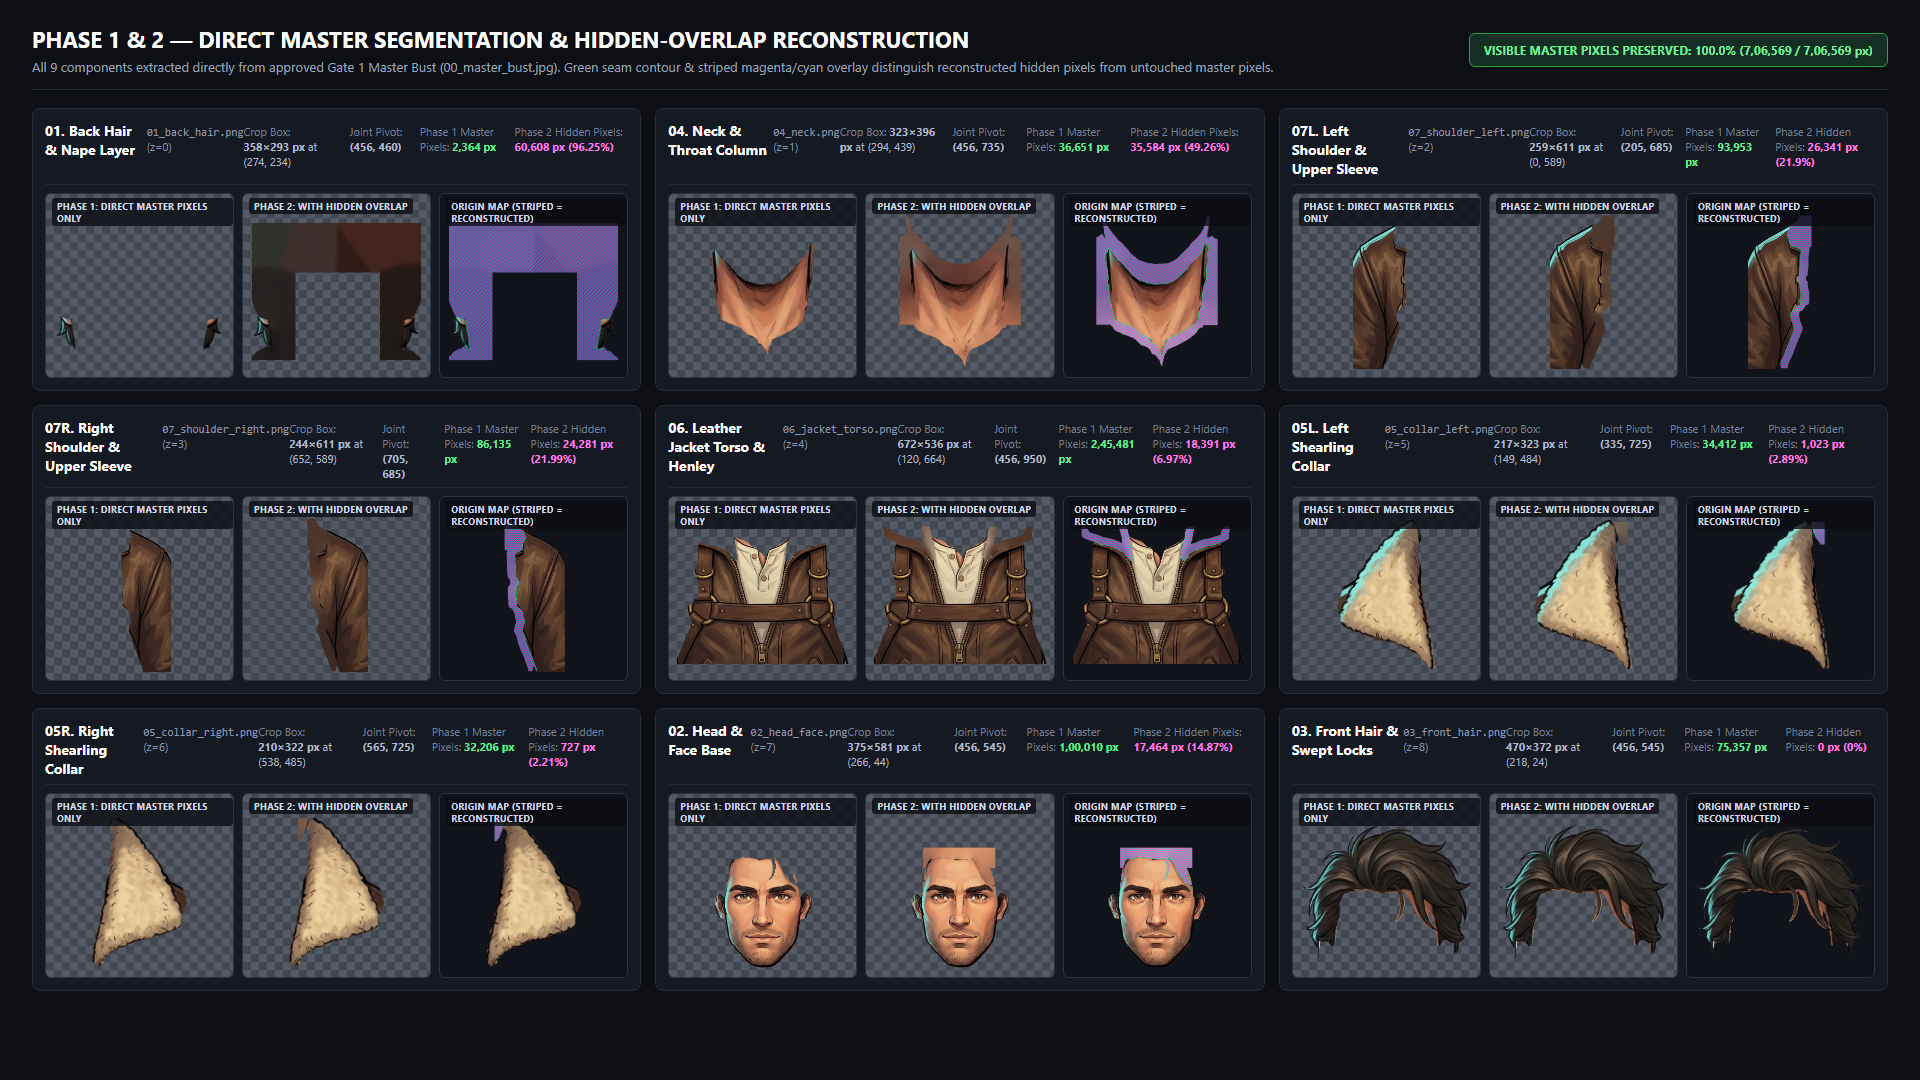 PHASE 1 & 2 — DIRECT MASTER SEGMENTATION & HIDDEN-OVERLAP RECONSTRUCTION
All 9 components extracted directly from approved Gate 1 Master Bust (00_master_bust.jpg). Green seam contour & striped magenta/cyan overlay distinguish reconstructed hidden pixels from untouched master pixels.
VISIBLE MASTER PIXELS PRESERVED: 100.0% (7,06,569 / 7,06,569 px)
01. Back Hair
& Nape Layer
01_back_hair.png
(z=0)
Crop Box:
358×293 px at
(274, 234)
Joint Pivot:
(456, 460)
Phase 1 Master
Pixels: 2,364 px
Phase 2 Hidden Pixels:
60,608 px (96.25%)
PHASE 1: DIRECT MASTER PIXELS
ONLY
PHASE 2: WITH HIDDEN OVERLAP
ORIGIN MAP (STRIPED =
RECONSTRUCTED)
04. Neck &
Throat Column
04_neck.png
(z=1)
Crop Box: 323×396
px at (294, 439)
Joint Pivot:
(456, 735)
Phase 1 Master
Pixels: 36,651 px
Phase 2 Hidden Pixels:
35,584 px (49.26%)
PHASE 1: DIRECT MASTER PIXELS
ONLY
PHASE 2: WITH HIDDEN OVERLAP
ORIGIN MAP (STRIPED =
RECONSTRUCTED)
07L. Left
Shoulder &
Upper Sleeve
07_shoulder_left.png
(z=2)
Crop Box:
259×611 px at
(0, 589)
Joint Pivot:
(205, 685)
Phase 1 Master
Pixels: 93,953
px
Phase 2 Hidden
Pixels: 26,341 px
(21.9%)
PHASE 1: DIRECT MASTER PIXELS
ONLY
PHASE 2: WITH HIDDEN OVERLAP
ORIGIN MAP (STRIPED =
RECONSTRUCTED)
07R. Right
Shoulder &
Upper Sleeve
07_shoulder_right.png
(z=3)
Crop Box:
244×611 px at
(652, 589)
Joint
Pivot:
(705,
685)
Phase 1 Master
Pixels: 86,135
px
Phase 2 Hidden
Pixels: 24,281 px
(21.99%)
PHASE 1: DIRECT MASTER PIXELS
ONLY
PHASE 2: WITH HIDDEN OVERLAP
ORIGIN MAP (STRIPED =
RECONSTRUCTED)
06. Leather
Jacket Torso &
Henley
06_jacket_torso.png
(z=4)
Crop Box:
672×536 px at
(120, 664)
Joint
Pivot:
(456, 950)
Phase 1 Master
Pixels: 2,45,481
px
Phase 2 Hidden
Pixels: 18,391 px
(6.97%)
PHASE 1: DIRECT MASTER PIXELS
ONLY
PHASE 2: WITH HIDDEN OVERLAP
ORIGIN MAP (STRIPED =
RECONSTRUCTED)
05L. Left
Shearling
Collar
05_collar_left.png
(z=5)
Crop Box:
217×323 px at
(149, 484)
Joint Pivot:
(335, 725)
Phase 1 Master
Pixels: 34,412 px
Phase 2 Hidden
Pixels: 1,023 px
(2.89%)
PHASE 1: DIRECT MASTER PIXELS
ONLY
PHASE 2: WITH HIDDEN OVERLAP
ORIGIN MAP (STRIPED =
RECONSTRUCTED)
05R. Right
Shearling
Collar
05_collar_right.png
(z=6)
Crop Box:
210×322 px at
(538, 485)
Joint Pivot:
(565, 725)
Phase 1 Master
Pixels: 32,206 px
Phase 2 Hidden
Pixels: 727 px
(2.21%)
PHASE 1: DIRECT MASTER PIXELS
ONLY
PHASE 2: WITH HIDDEN OVERLAP
ORIGIN MAP (STRIPED =
RECONSTRUCTED)
02. Head &
Face Base
02_head_face.png
(z=7)
Crop Box:
375×581 px at
(266, 44)
Joint Pivot:
(456, 545)
Phase 1 Master
Pixels: 1,00,010 px
Phase 2 Hidden Pixels:
17,464 px (14.87%)
PHASE 1: DIRECT MASTER PIXELS
ONLY
PHASE 2: WITH HIDDEN OVERLAP
ORIGIN MAP (STRIPED =
RECONSTRUCTED)
03. Front Hair &
Swept Locks
03_front_hair.png
(z=8)
Crop Box:
470×372 px at
(218, 24)
Joint Pivot:
(456, 545)
Phase 1 Master
Pixels: 75,357 px
Phase 2 Hidden
Pixels: 0 px (0%)
PHASE 1: DIRECT MASTER PIXELS
ONLY
PHASE 2: WITH HIDDEN OVERLAP
ORIGIN MAP (STRIPED =
RECONSTRUCTED)